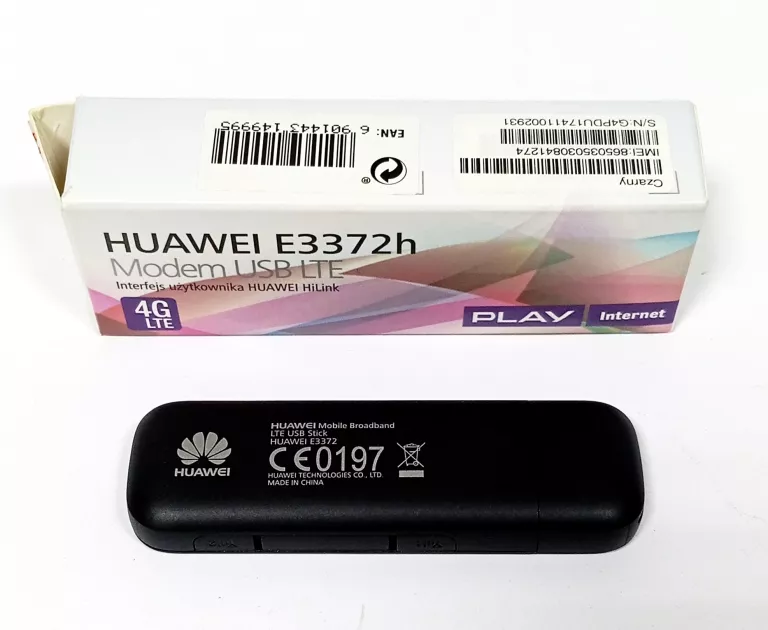 EAN: 6 901443 149995
®
Czarny
IMEI:865035030841274
S/N:G4PDU17411002931
HUAWEI E3372h
Modem USB LTE
Interfejs użytkownika HUAWEI HiLink
4G
LTE
PLAY Internet
HUAWEI
HUAWEI Mobile Broadband
LTE USB Stick
HUAWEI E3372
CE0197
HUAWEI TECHNOLOGIES CO., LTD.
MADE IN CHINA